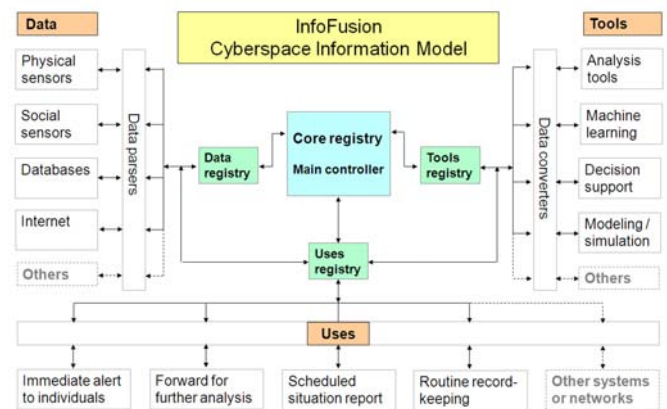 Data
InfoFusion
Cyberspace Information Model
Tools
Physical
sensors
Social
sensors
Databases
Internet
Others
Data parsers
Data
registry
Core registry
Main controller
Tools
registry
Uses
registry
Data converters
Analysis
tools
Machine
learning
Decision
support
Modeling /
simulation
Others
Uses
Immediate alert
to individuals
Forward for
further analysis
Scheduled
situation report
Routine record-
keeping
Other systems
or networks